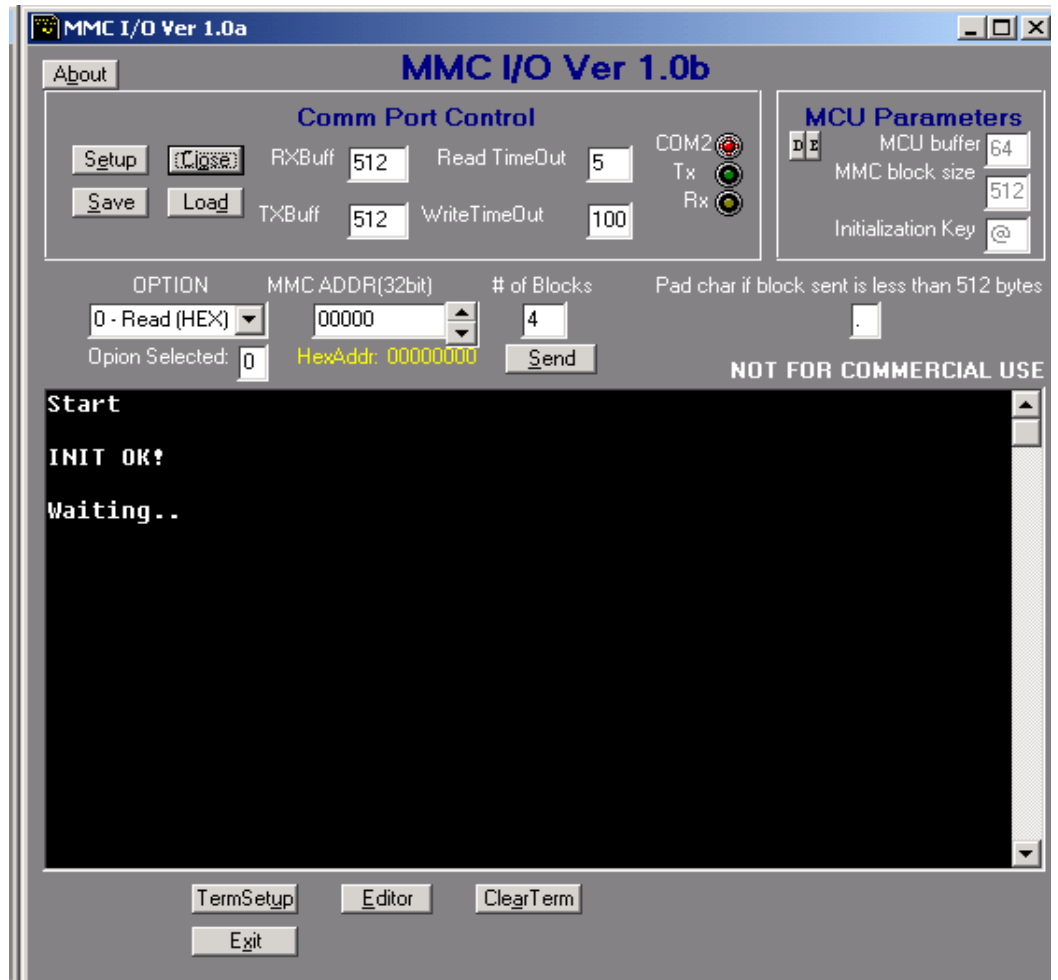 MMC I/O Ver 1.0a
About
MMC I/O Ver 1.0b
Comm Port Control
Setup Close RXBuff 512 Read TimeOut 5 COM2
Tx
Save Load TXBuff 512 WriteTimeOut 100 Rx
MCU Parameters
D E MCU buffer 64
MMC block size 512
Initialization Key @
OPTION MMC ADDR(32bit) # of Blocks Pad char if block sent is less than 512 bytes
0 - Read (HEX) 00000 4 .
Opion Selected: 0 HexAddr: 00000000 Send
NOT FOR COMMERCIAL USE
Start
INIT OK!
Waiting..
TermSetup Editor ClearTerm
Exit